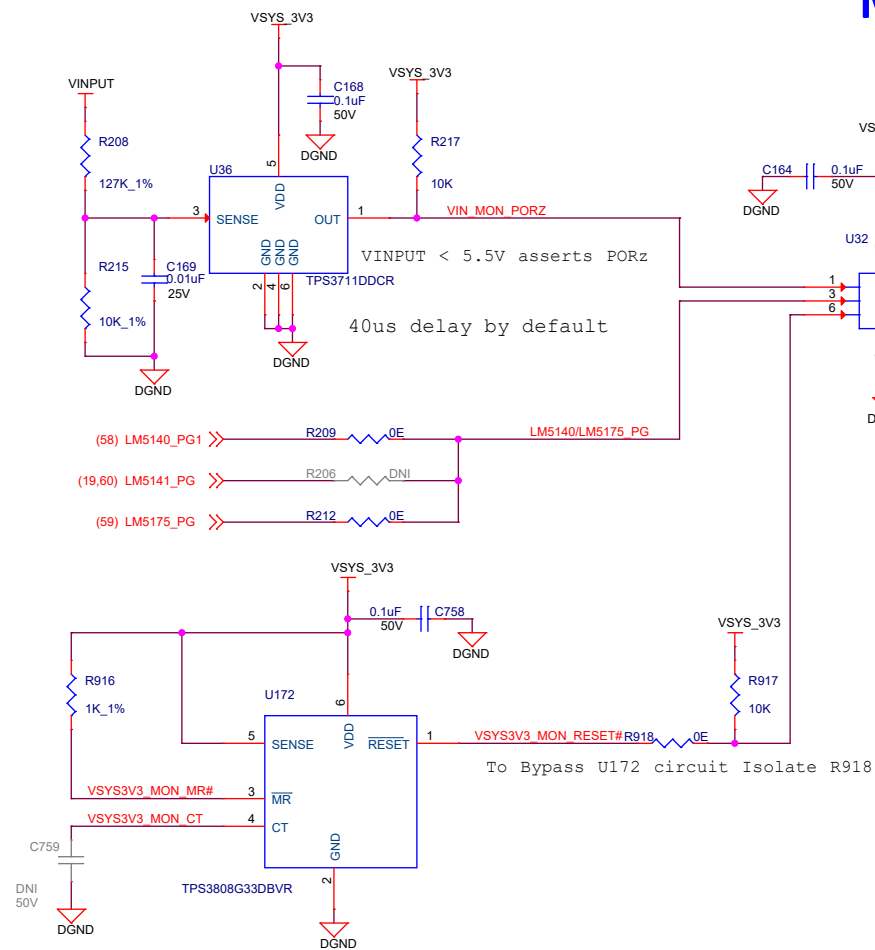 VSYS_3V3
VINPUT
VSYS_3V3
C168
0.1uF
50V
DGND
R208
127K_1%
R217
10K
U36
5
VDD
3
SENSE
OUT
1
VIN_MON_PORZ
GND
GND
GND
2
4
6
TPS3711DDCR
DGND
R215
10K_1%
C169
0.01uF
25V
DGND
VINPUT < 5.5V asserts PORz
40us delay by default
C164
0.1uF
50V
DGND
U32
1
3
6
(58) LM5140_PG1
R209
0E
LM5140/LM5175_PG
(19,60) LM5141_PG
R206
DNI
(59) LM5175_PG
R212
0E
VSYS_3V3
0.1uF
C758
50V
DGND
VSYS_3V3
R916
1K_1%
U172
6
VDD
5
SENSE
RESET
1
VSYS3V3_MON_RESET#
R918
0E
R917
10K
To Bypass U172 circuit Isolate R918
VSYS3V3_MON_MR#
3
MR
VSYS3V3_MON_CT
4
CT
GND
2
C759
DNI
50V
DGND
TPS3808G33DBVR
DGND